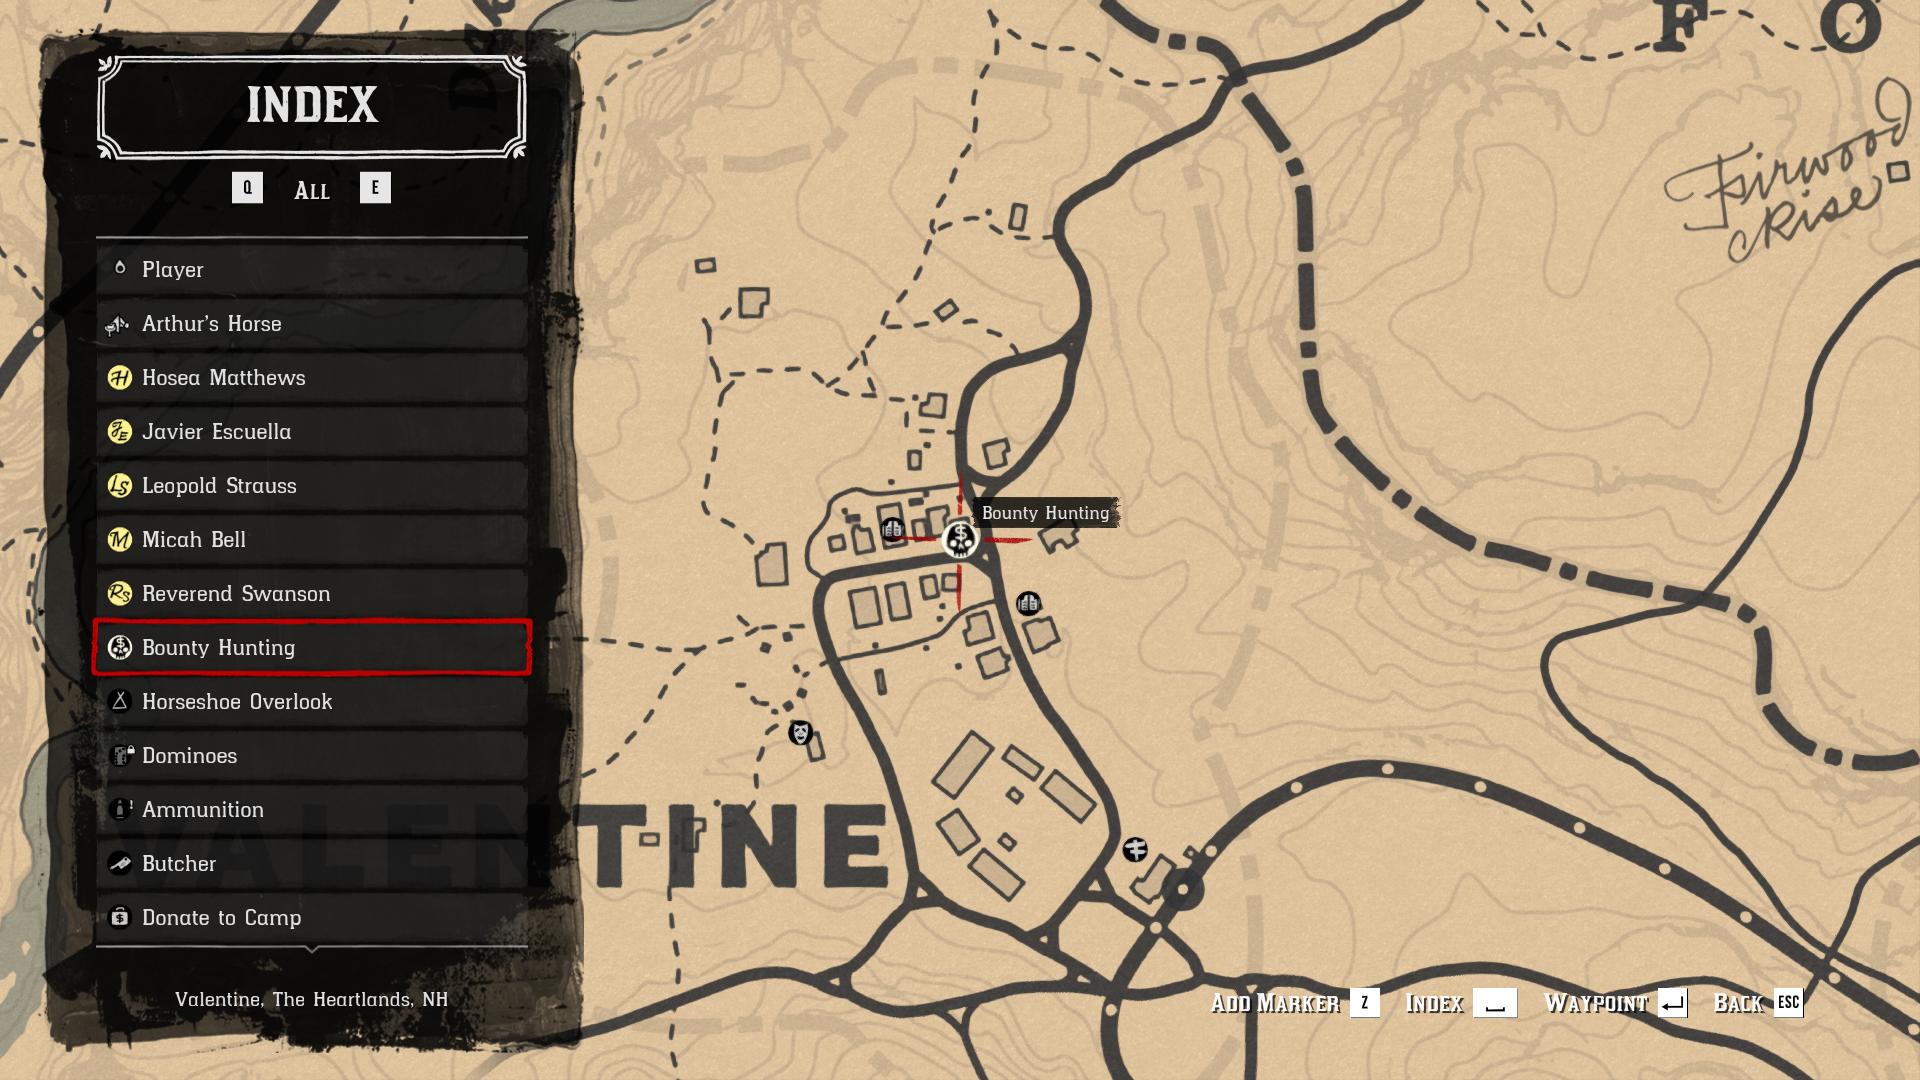 INDEX
Q ALL E
Player
Arthur's Horse
Hosea Matthews
Javier Escuella
Leopold Strauss
Micah Bell
Reverend Swanson
Bounty Hunting
Horseshoe Overlook
Dominoes
Ammunition
Butcher
Donate to Camp
Valentine, The Heartlands, NH
F O
Fairwood
Rise
Bounty Hunting
VALENTINE
ADD MARKER Z INDEX WAYPOINT BACK ESC